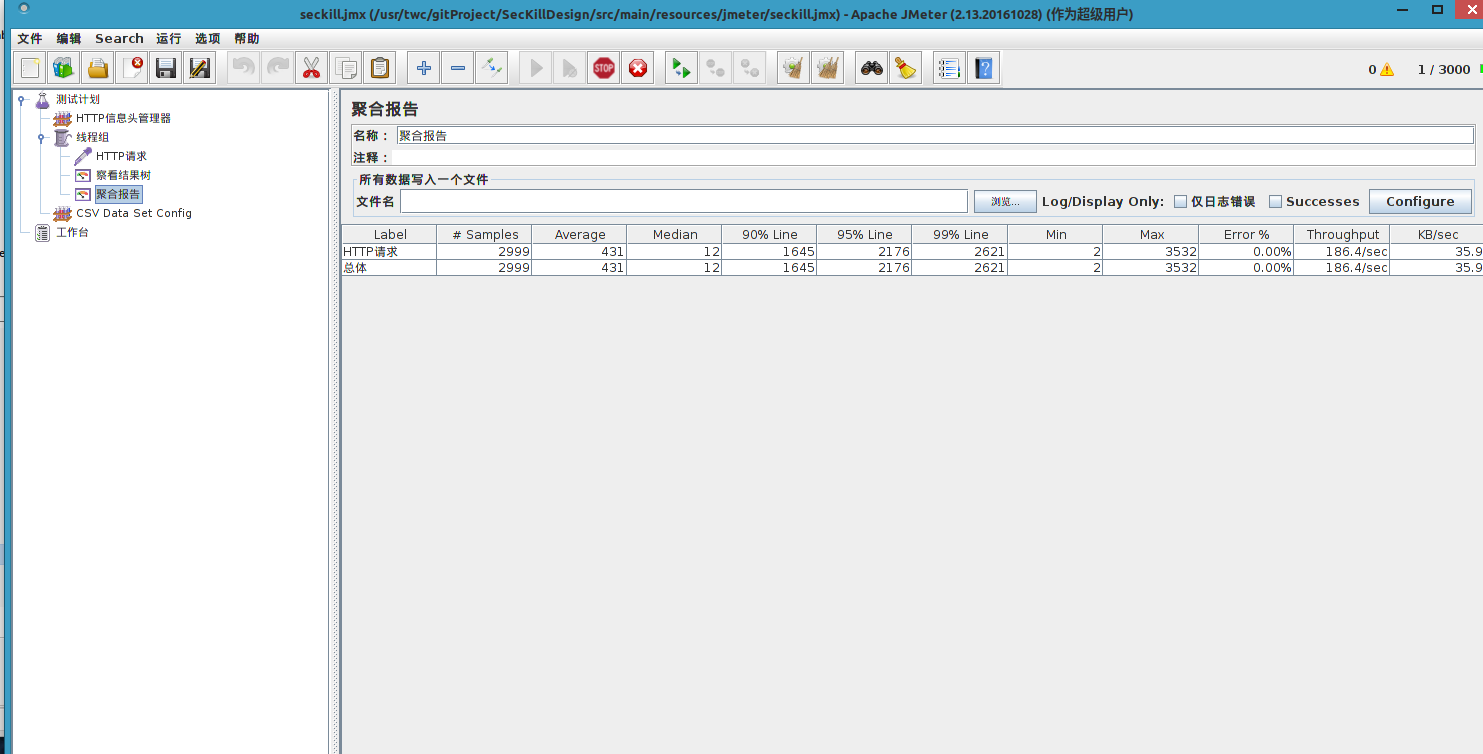 seckill.jmx (/usr/twc/gitProject/SecKillDesign/src/main/resources/jmeter/seckill.jmx) - Apache JMeter (2.13.20161028) (作为超级用户)
文件 编辑 Search 运行 选项 帮助
STOP 0 1 / 3000
测试计划
HTTP信息头管理器
线程组
HTTP请求
察看结果树
聚合报告
CSV Data Set Config
工作台
聚合报告
名称： 聚合报告
注释：
所有数据写入一个文件
文件名 浏览... Log/Display Only: 仅日志错误 Successes Configure
Label # Samples Average Median 90% Line 95% Line 99% Line Min Max Error % Throughput KB/sec
HTTP请求 2999 431 12 1645 2176 2621 2 3532 0.00% 186.4/sec 35.9
总体 2999 431 12 1645 2176 2621 2 3532 0.00% 186.4/sec 35.9